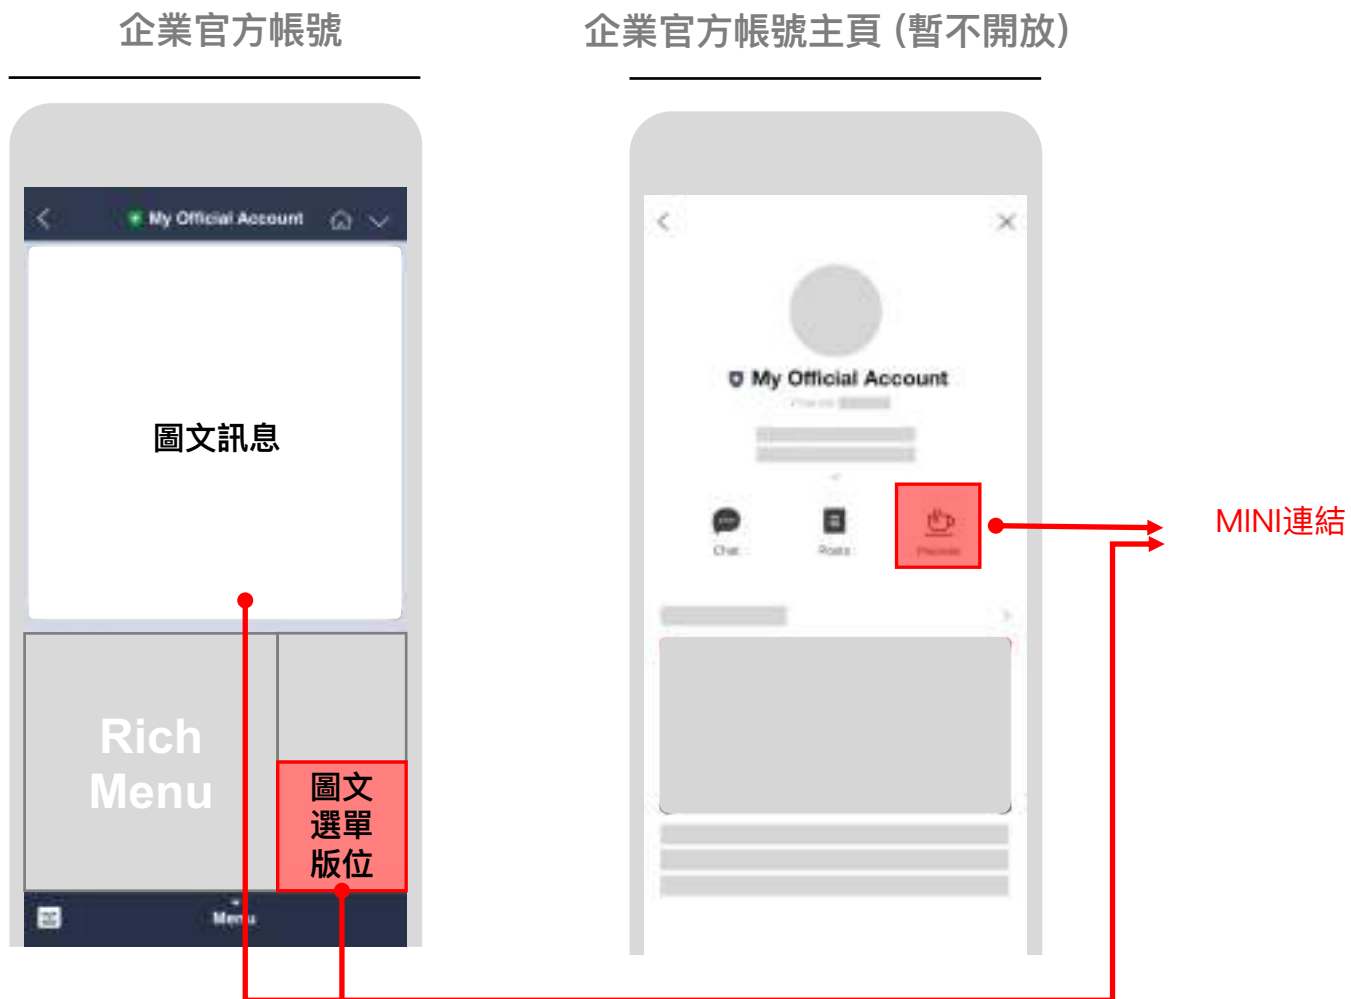 企業官方帳號
企業官方帳號主頁 (暫不開放)
My Official Account
圖文訊息
Rich
Menu
圖文
選單
版位
Menu
My Official Account
Chat
Posts
MINI連結